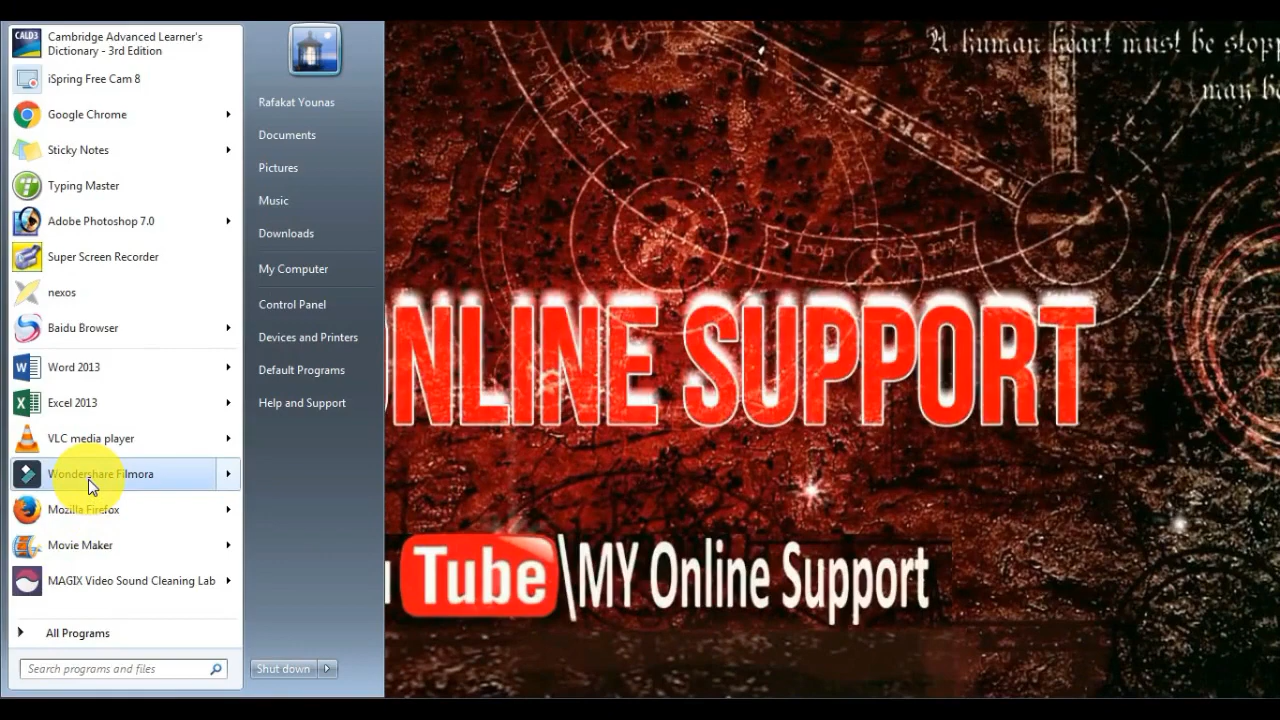 CALD3
Cambridge Advanced Learner's
Dictionary - 3rd Edition
iSpring Free Cam 8
Google Chrome
Sticky Notes
Typing Master
Adobe Photoshop 7.0
Super Screen Recorder
nexos
Baidu Browser
Word 2013
Excel 2013
VLC media player
Wondershare Filmora
Mozilla Firefox
Movie Maker
MAGIX Video Sound Cleaning Lab
All Programs
Search programs and files
Rafakat Younas
Documents
Pictures
Music
Downloads
My Computer
Control Panel
Devices and Printers
Default Programs
Help and Support
Shut down
A human heart must be stopp
may be
ONLINE SUPPORT
Tube\MY Online Support